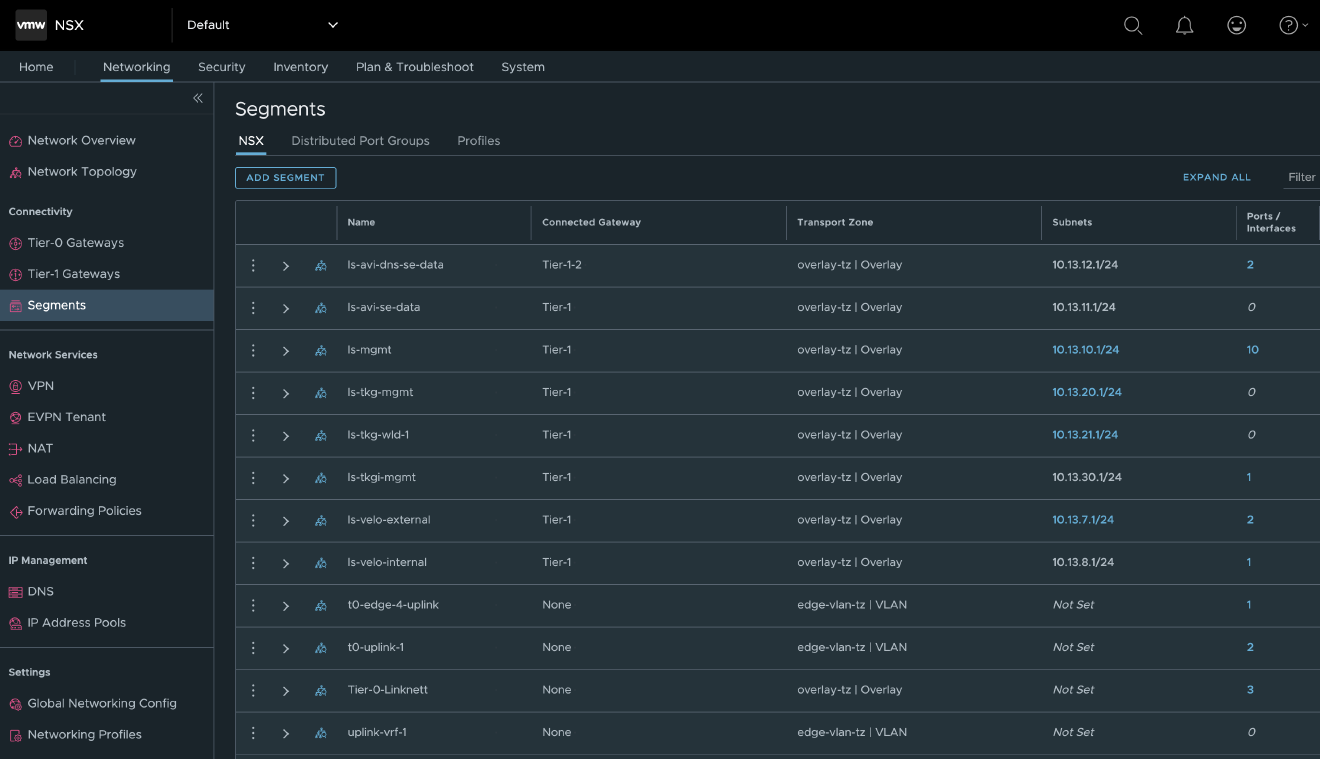 vmw NSX Default
Home Networking Security Inventory Plan & Troubleshoot System
Network Overview
Network Topology
Connectivity
Tier-0 Gateways
Tier-1 Gateways
Segments
Network Services
VPN
EVPN Tenant
NAT
Load Balancing
Forwarding Policies
IP Management
DNS
IP Address Pools
Settings
Global Networking Config
Networking Profiles
Segments
NSX Distributed Port Groups Profiles
ADD SEGMENT EXPAND ALL Filter
Name Connected Gateway Transport Zone Subnets Ports / Interfaces
ls-avi-dns-se-data Tier-1-2 overlay-tz | Overlay 10.13.12.1/24 2
ls-avi-se-data Tier-1 overlay-tz | Overlay 10.13.11.1/24 0
ls-mgmt Tier-1 overlay-tz | Overlay 10.13.10.1/24 10
ls-tkg-mgmt Tier-1 overlay-tz | Overlay 10.13.20.1/24 0
ls-tkg-wld-1 Tier-1 overlay-tz | Overlay 10.13.21.1/24 0
ls-tkgi-mgmt Tier-1 overlay-tz | Overlay 10.13.30.1/24 1
ls-velo-external Tier-1 overlay-tz | Overlay 10.13.7.1/24 2
ls-velo-internal Tier-1 overlay-tz | Overlay 10.13.8.1/24 1
t0-edge-4-uplink None edge-vlan-tz | VLAN Not Set 1
t0-uplink-1 None edge-vlan-tz | VLAN Not Set 2
Tier-0-Linknett None overlay-tz | Overlay Not Set 3
uplink-vrf-1 None edge-vlan-tz | VLAN Not Set 0